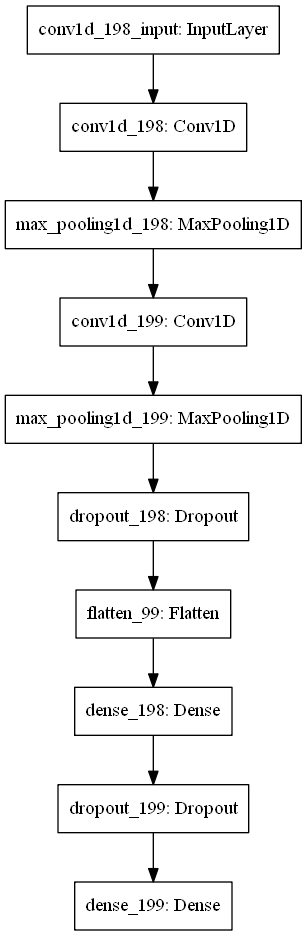 conv1d_198_input: InputLayer
conv1d_198: Conv1D
max_pooling1d_198: MaxPooling1D
conv1d_199: Conv1D
max_pooling1d_199: MaxPooling1D
dropout_198: Dropout
flatten_99: Flatten
dense_198: Dense
dropout_199: Dropout
dense_199: Dense